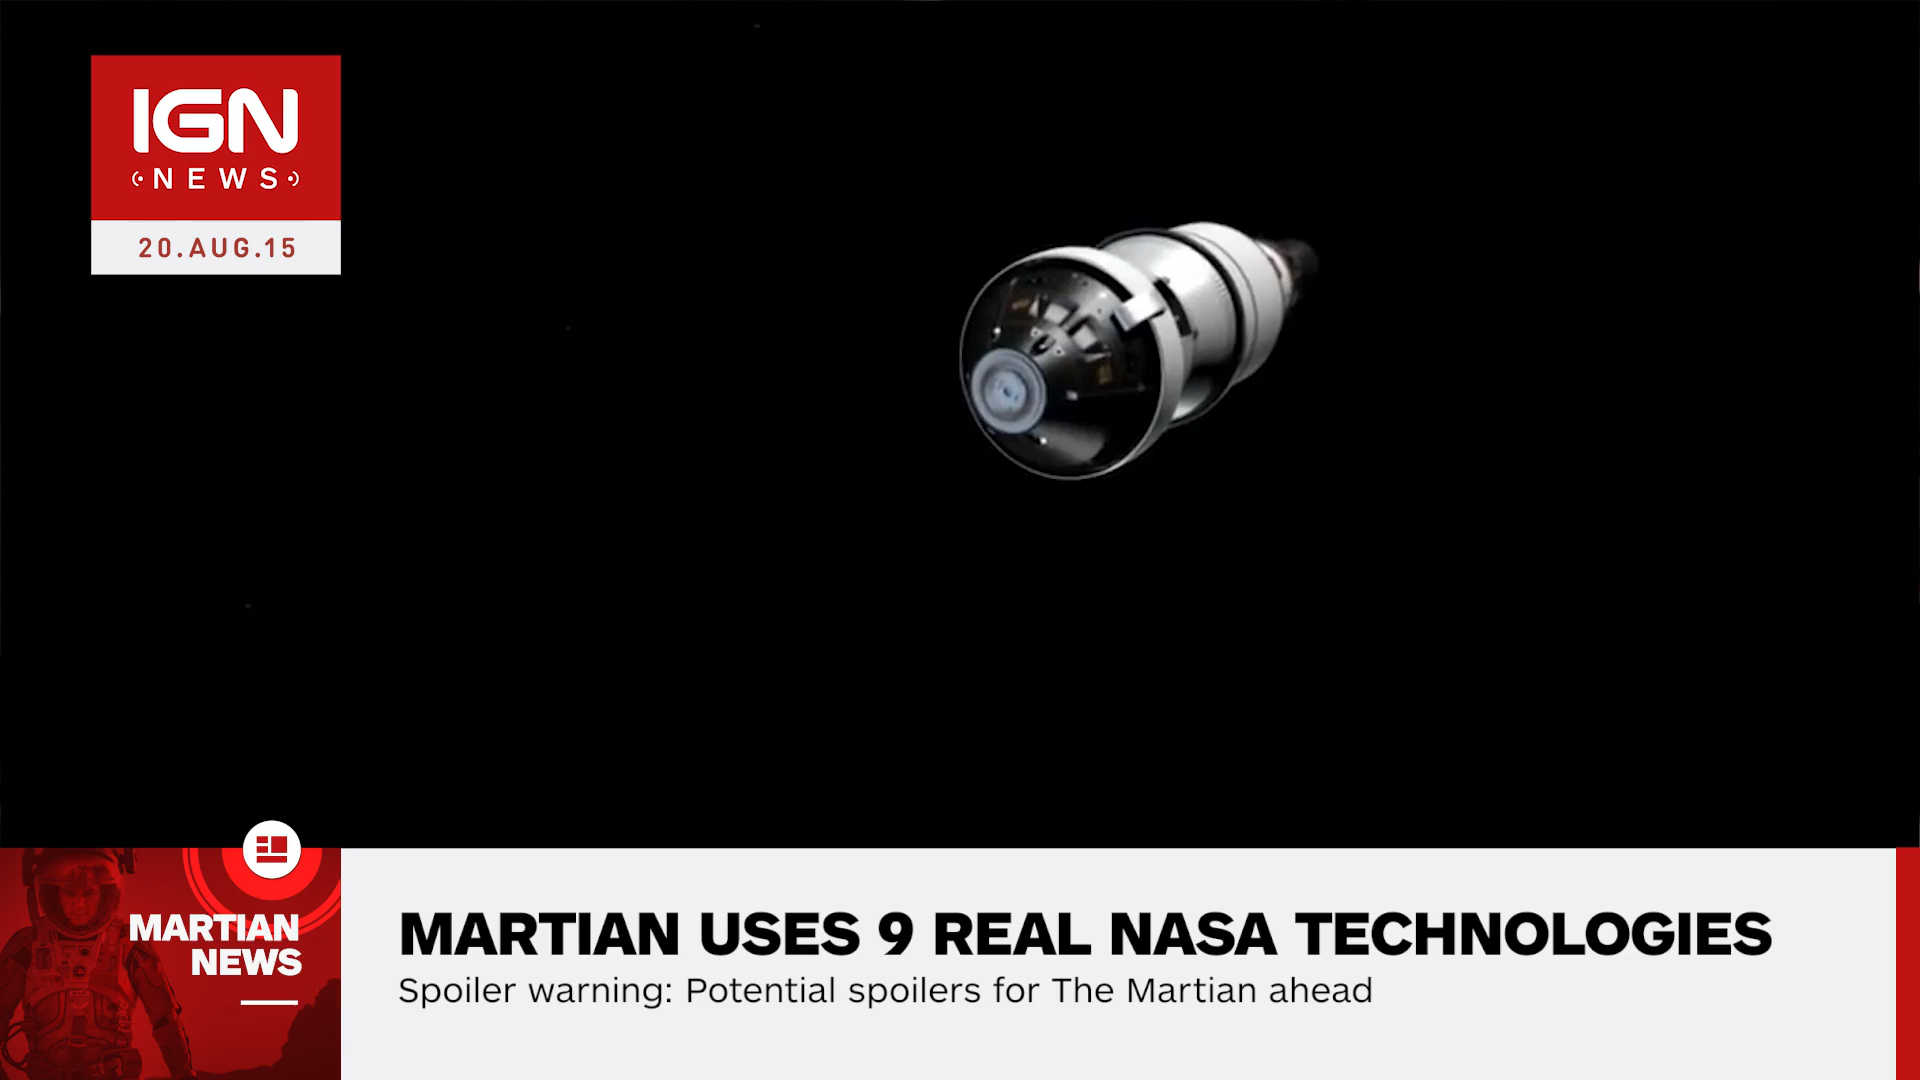 IGN
NEWS
20.AUG.15
MARTIAN
NEWS
MARTIAN USES 9 REAL NASA TECHNOLOGIES
Spoiler warning: Potential spoilers for The Martian ahead